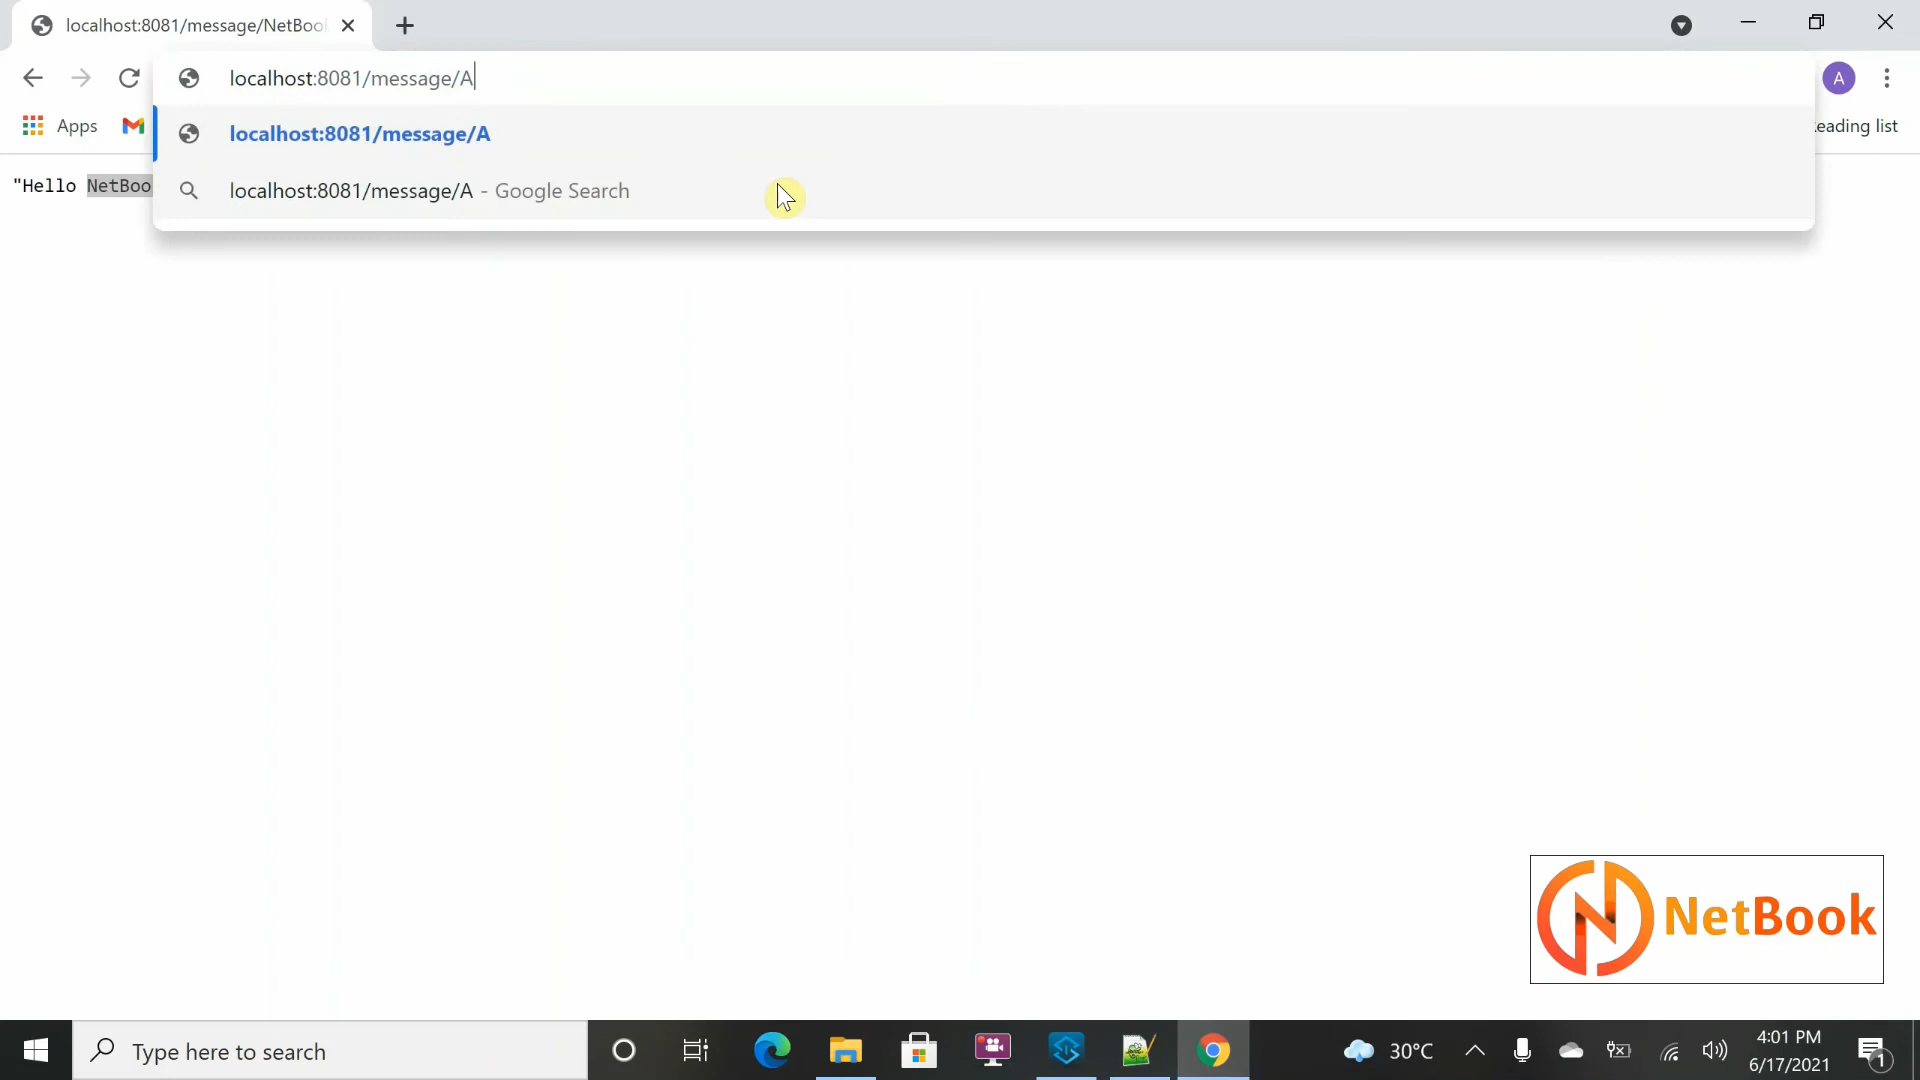 localhost:8081/message/NetBoo
localhost:8081/message/A
A
Apps
localhost:8081/message/A
eading list
"Hello NetBoo
localhost:8081/message/A - Google Search
NetBook
Type here to search
30°C
4:01 PM
6/17/2021
1